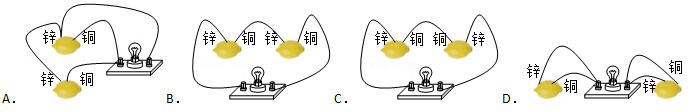 锌 铜
锌 铜
A.
锌 铜 锌 铜
B.
锌 铜 铜 锌
C.
锌 铜 锌 铜
D.